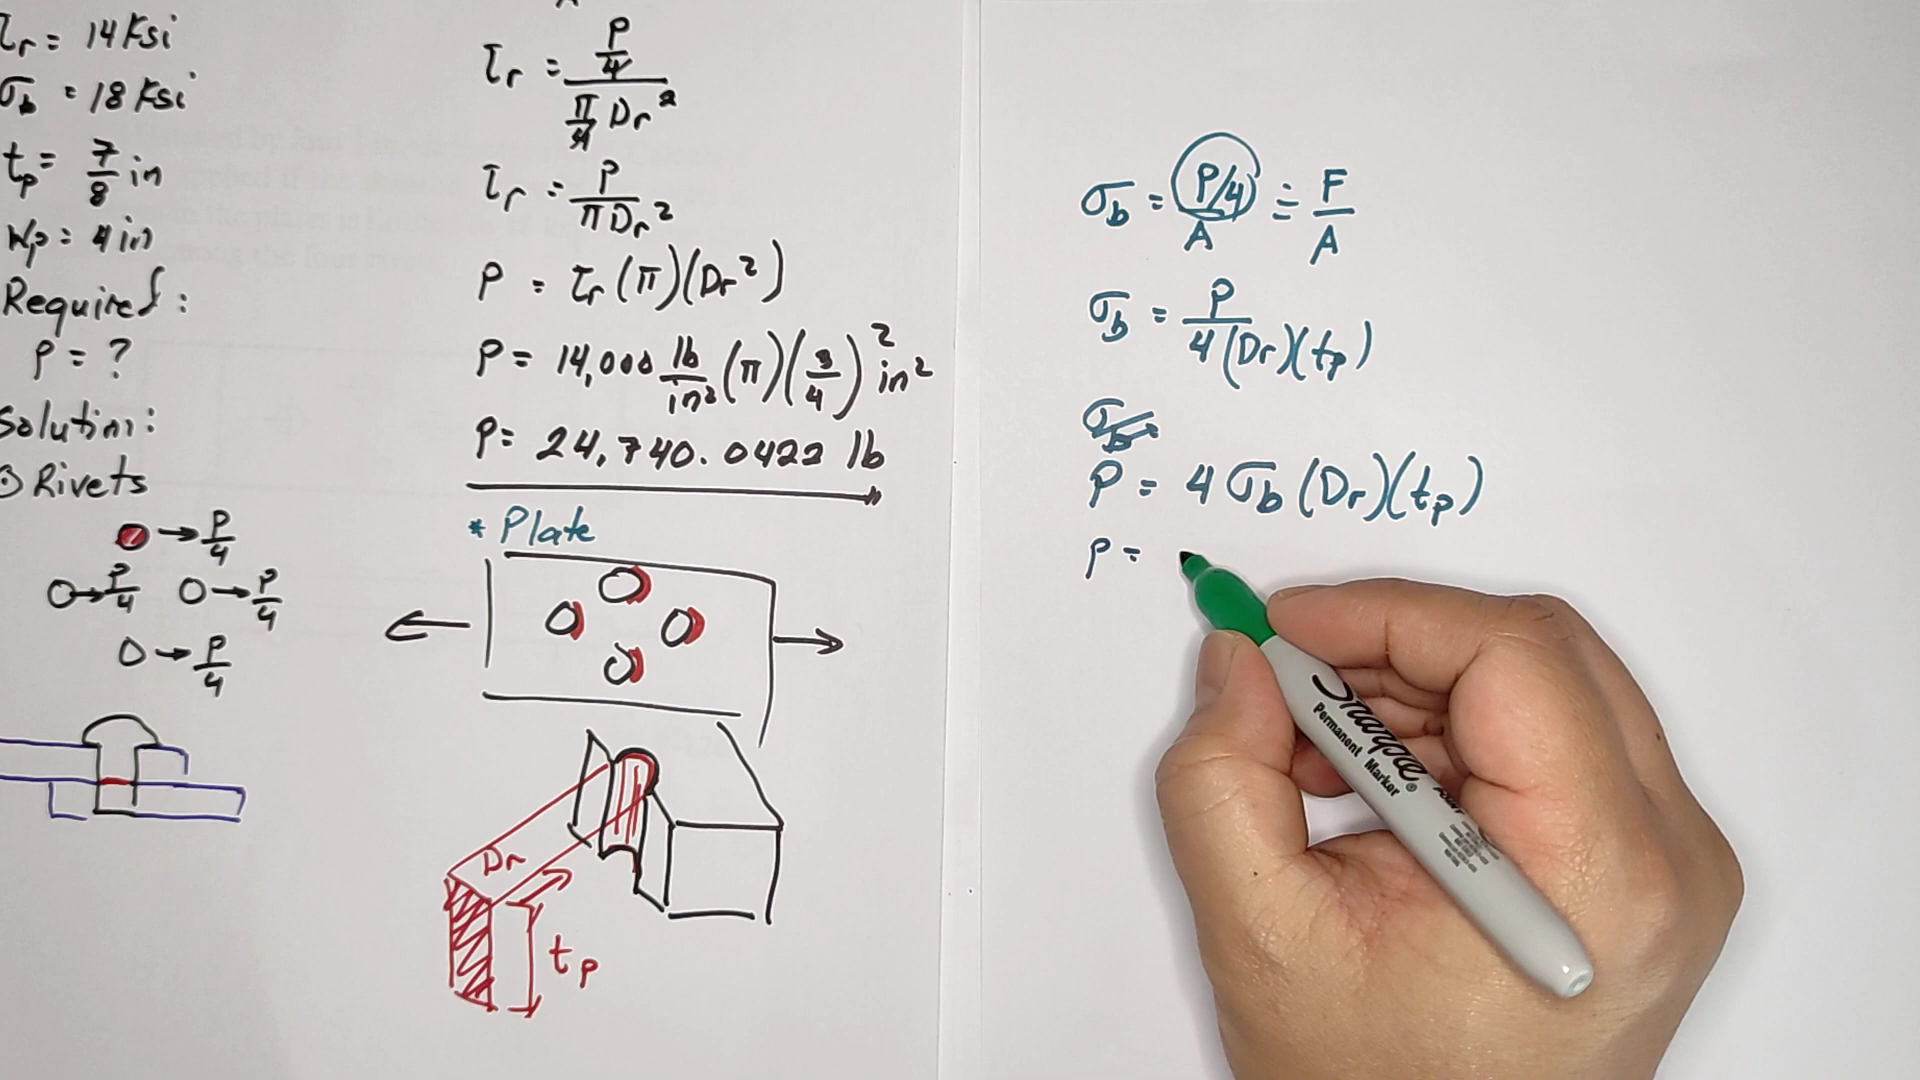 τr = 14 Ksi
σb = 18 Ksi
tp = 7/8 in
wp = 4 in
Required:
P = ?
Solution:
Rivets
→ P/4
→ P/4 → P/4
→ P/4
τr = (P/4) / (π/4 Dr²)
τr = P / πDr²
P = τr (π)(Dr²)
P = 14,000 lb/in² (π)(3/4)² in²
P = 24,740.0422 lb
* Plate
Dr
tp
σb = (P/4) / A = F/A
σb = P / 4(Dr)(tp)
σb =
P = 4 σb (Dr)(tp)
P =
Sharpie®
Permanent Marker